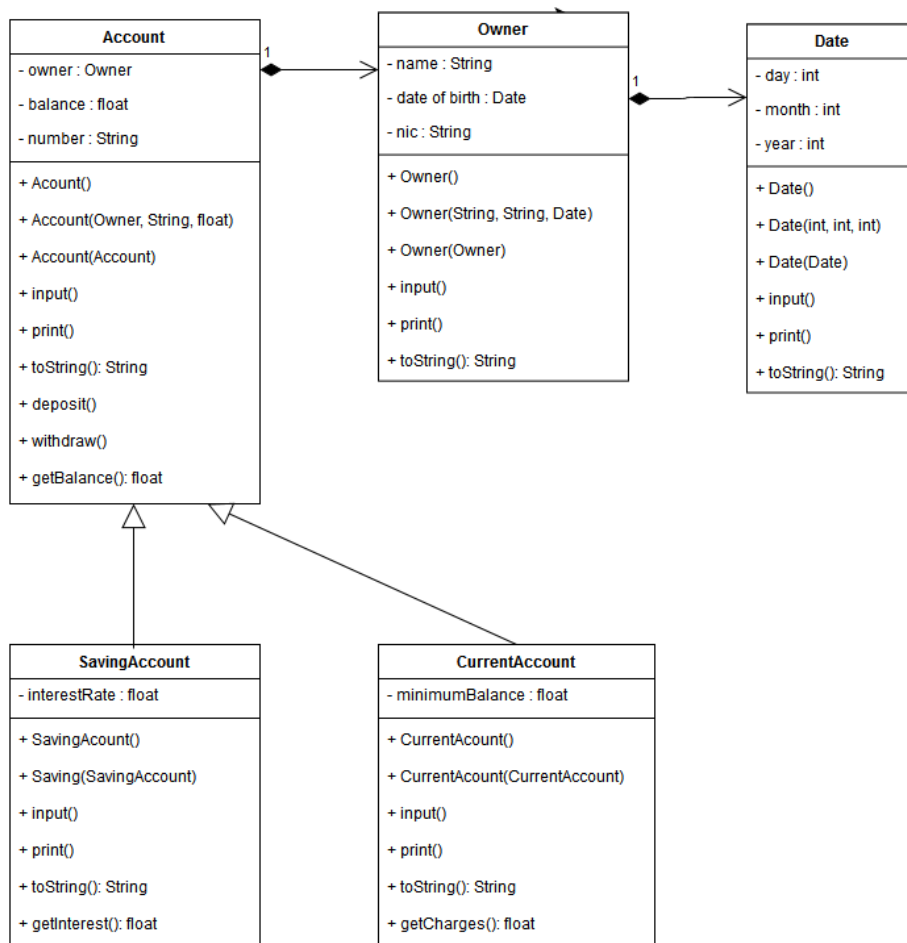 Account
- owner : Owner
- balance : float
- number : String
+ Acount()
+ Account(Owner, String, float)
+ Account(Account)
+ input()
+ print()
+ toString(): String
+ deposit()
+ withdraw()
+ getBalance(): float
1
Owner
- name : String
- date of birth : Date
- nic : String
+ Owner()
+ Owner(String, String, Date)
+ Owner(Owner)
+ input()
+ print()
+ toString(): String
1
Date
- day : int
- month : int
- year : int
+ Date()
+ Date(int, int, int)
+ Date(Date)
+ input()
+ print()
+ toString(): String
SavingAccount
- interestRate : float
+ SavingAcount()
+ Saving(SavingAccount)
+ input()
+ print()
+ toString(): String
+ getInterest(): float
CurrentAccount
- minimumBalance : float
+ CurrentAcount()
+ CurrentAcount(CurrentAccount)
+ input()
+ print()
+ toString(): String
+ getCharges(): float